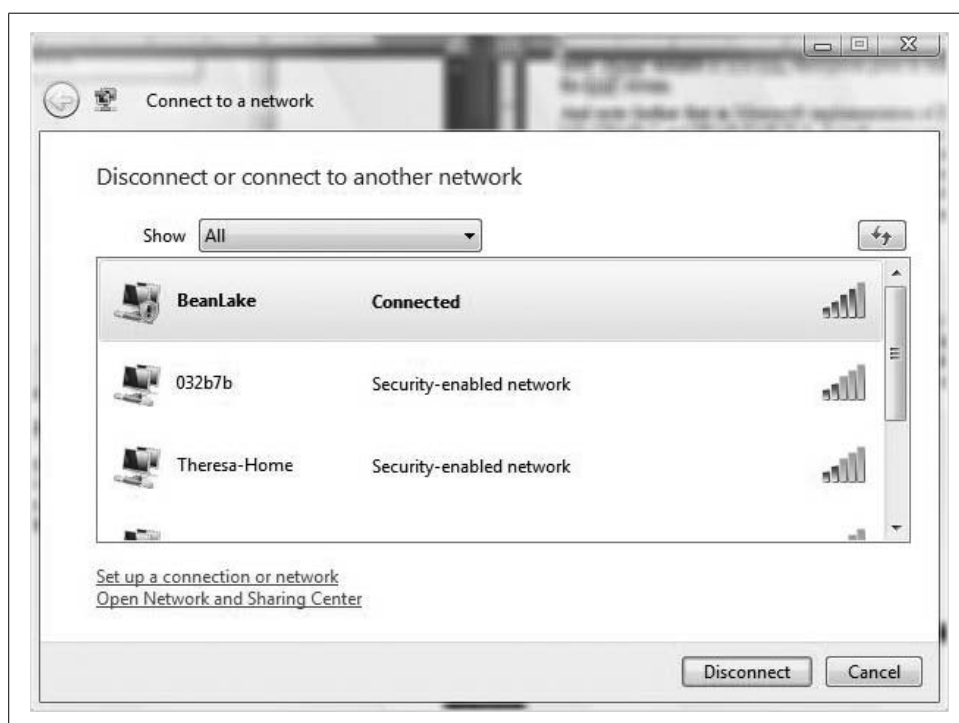 Connect to a network
Disconnect or connect to another network
Show All
BeanLake Connected
032b7b Security-enabled network
Theresa-Home Security-enabled network
Set up a connection or network
Open Network and Sharing Center
Disconnect Cancel